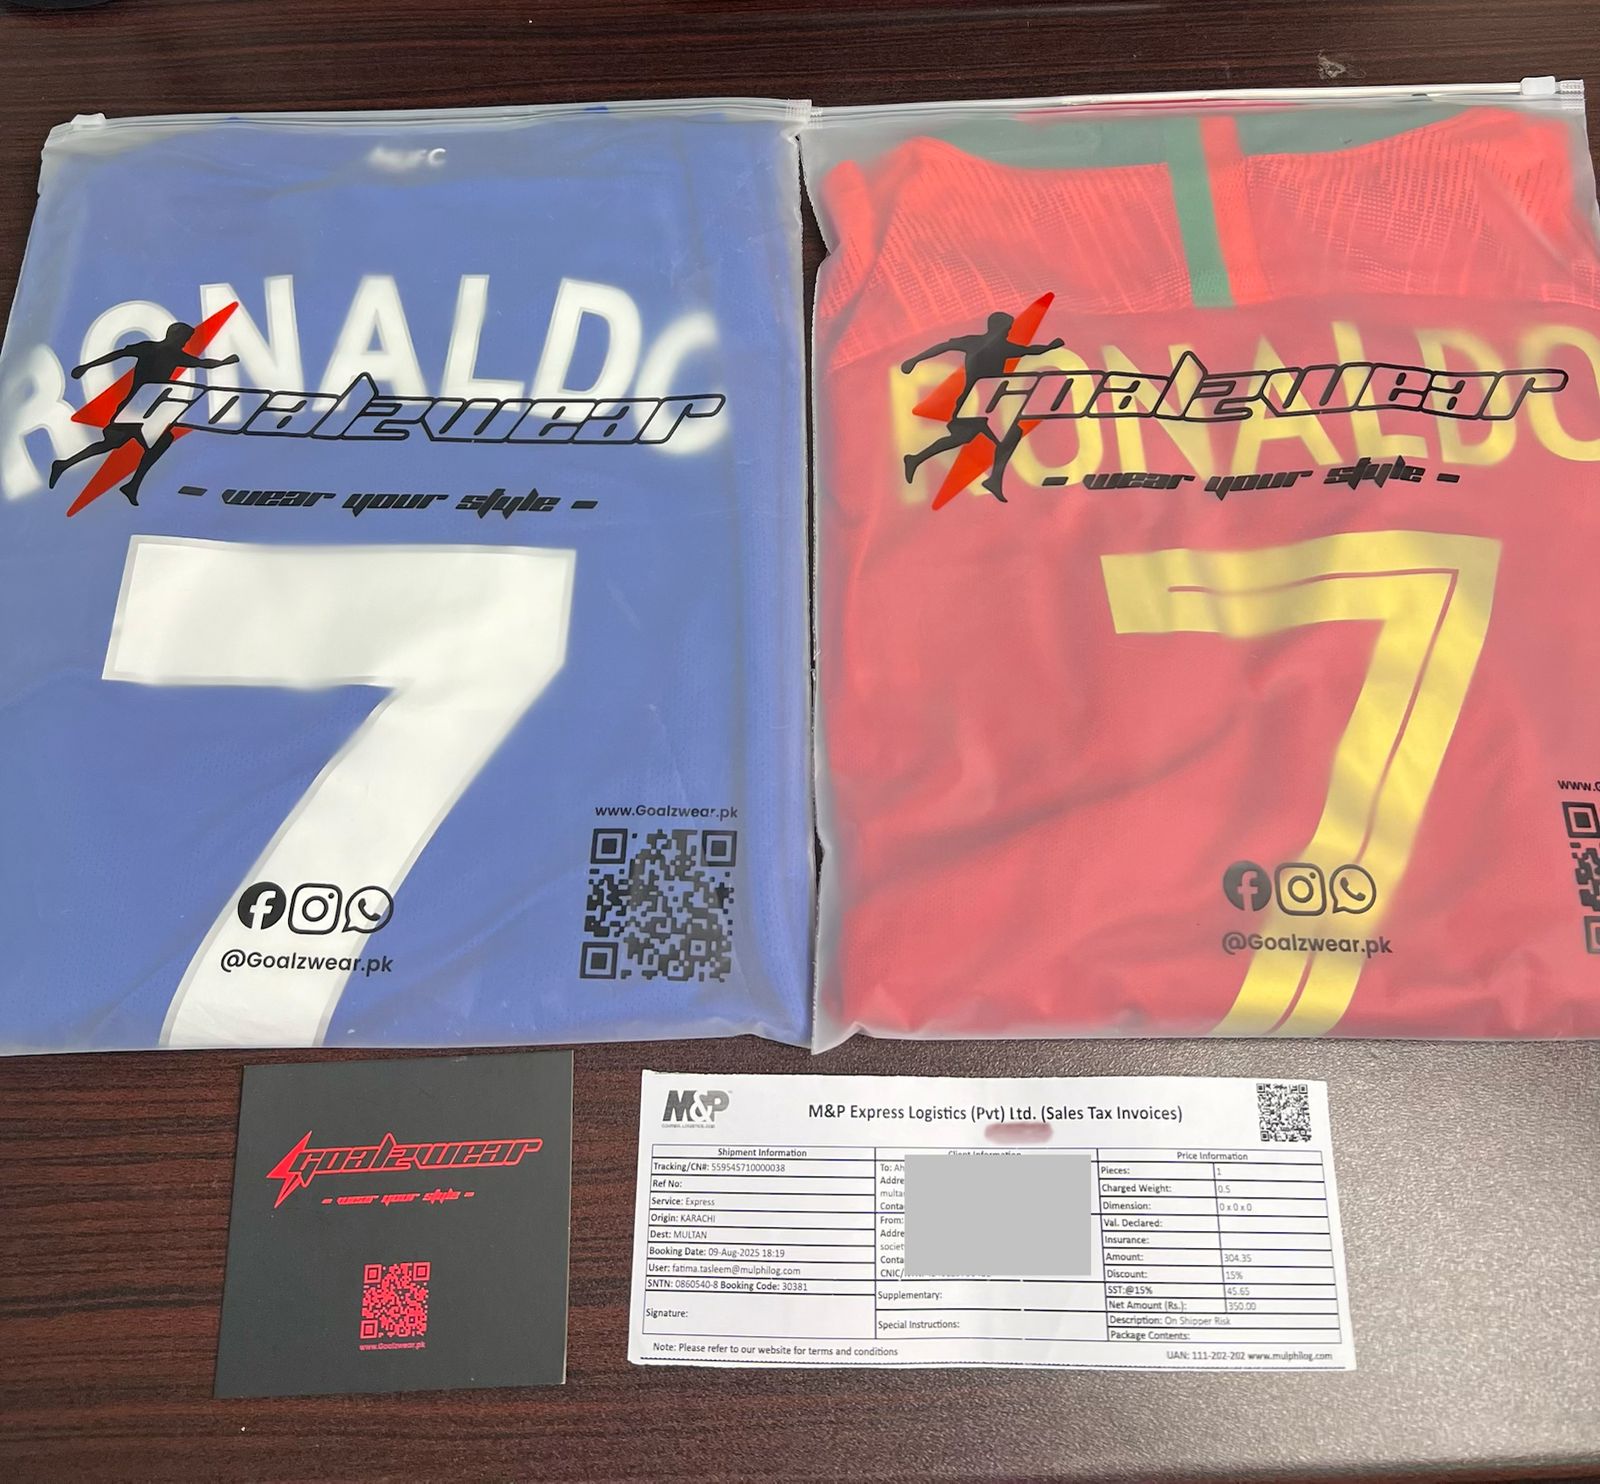 RONALDO
Goalzwear
- wear your style -
7
www.Goalzwear.pk
@Goalzwear.pk
RONALDO
Goalzwear
- wear your style -
7
@Goalzwear.pk
Goalzwear
- wear your style -
www.Goalzwear.pk
M&P
M&P Express Logistics (Pvt) Ltd. (Sales Tax Invoices)
Shipment Information
Tracking/CN#: 559545710000038
Ref No:
Service: Express
Origin: KARACHI
Dest: MULTAN
Booking Date: 09-Aug-2025 18:19
User: fatima.tasleem@mulphilog.com
SNTN: 0860540-8 Booking Code: 30381
Signature:
Client Information
To:
From:
Supplementary:
Special Instructions:
Price Information
Pieces: 1
Charged Weight: 0.5
Dimension: 0 x 0 x 0
Val. Declared:
Insurance:
Amount: 304.35
Discount: 15%
SST:@15% 45.65
Net Amount (Rs.): 350.00
Description: On Shipper Risk
Package Contents:
Note: Please refer to our website for terms and conditions
UAN: 111-202-202 www.mulphilog.com